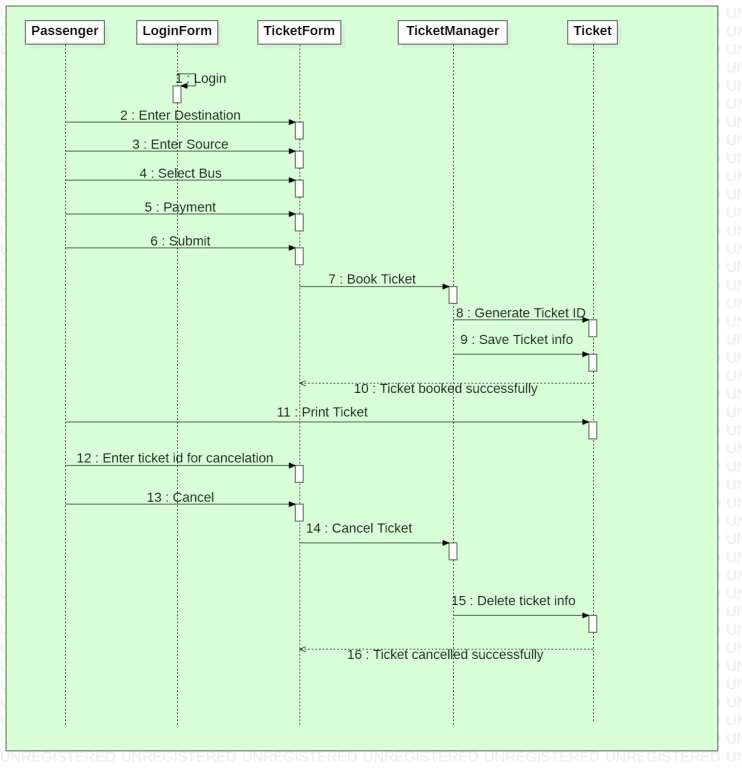 Passenger LoginForm TicketForm TicketManager Ticket
1 : Login
2 : Enter Destination
3 : Enter Source
4 : Select Bus
5 : Payment
6 : Submit
7 : Book Ticket
8 : Generate Ticket ID
9 : Save Ticket info
10 : Ticket booked successfully
11 : Print Ticket
12 : Enter ticket id for cancelation
13 : Cancel
14 : Cancel Ticket
15 : Delete ticket info
16 : Ticket cancelled successfully
UNREGISTERED UNREGISTERED UNREGISTERED UNREGISTERED UNREGISTERED UNREGISTERED UN